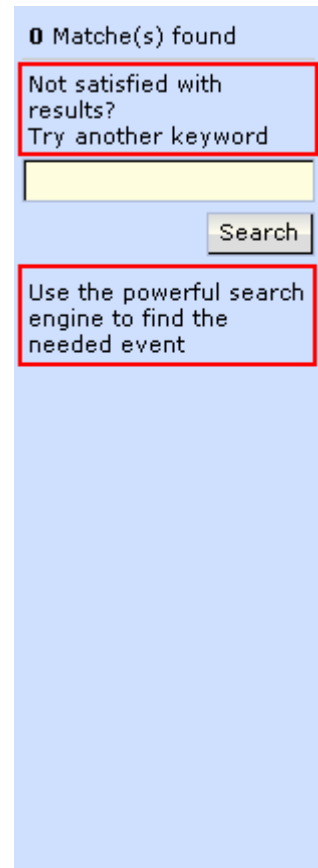 0 Matche(s) found
Not satisfied with
results?
Try another keyword
Search
Use the powerful search
engine to find the
needed event